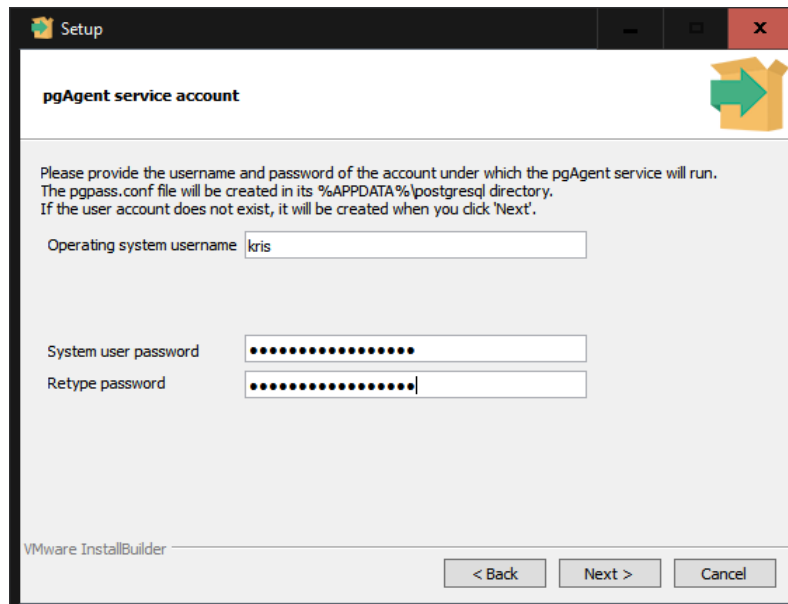 Setup
pgAgent service account
Please provide the username and password of the account under which the pgAgent service will run.
The pgpass.conf file will be created in its %APPDATA%\postgresql directory.
If the user account does not exist, it will be created when you click 'Next'.
Operating system username kris
System user password •••••••••••••••••
Retype password •••••••••••••••••
VMware InstallBuilder
< Back Next > Cancel